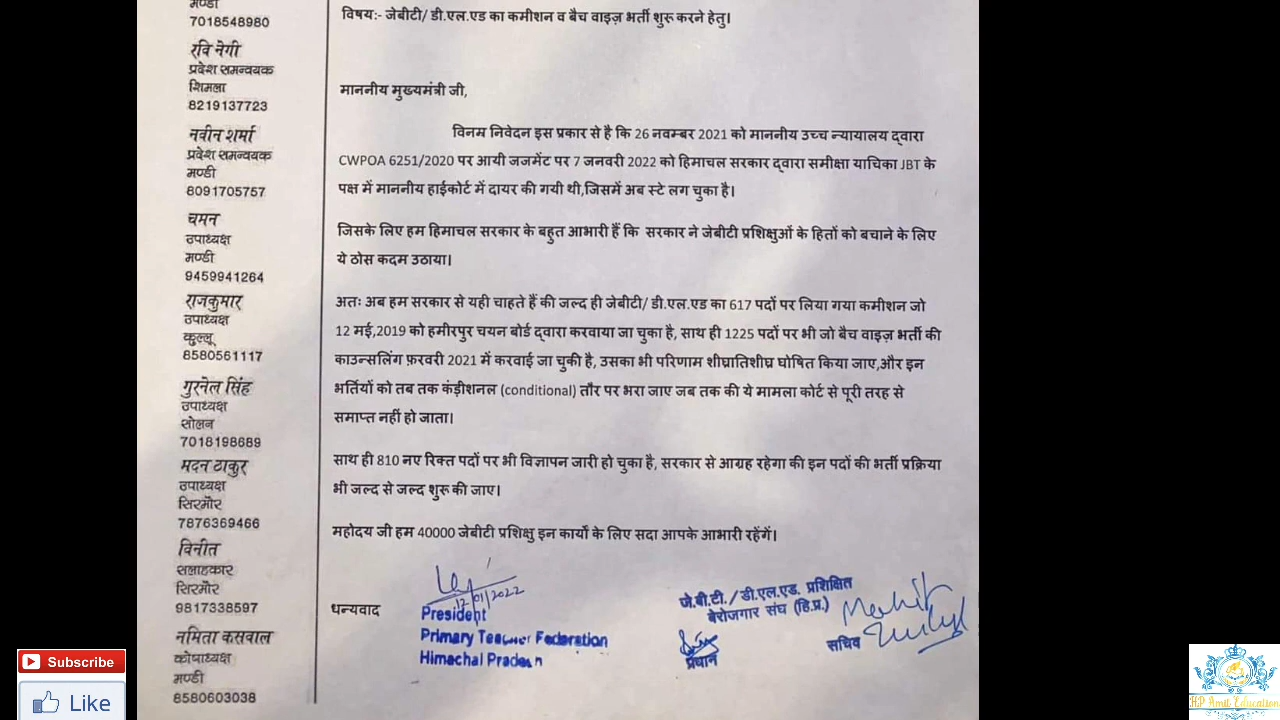 मण्डी
7018548980
रवि नेगी
प्रदेश समन्वयक
शिमला
8219137723
नवीन शर्मा
प्रदेश समन्वयक
मण्डी
8091705757
चमन
उपाध्यक्ष
मण्डी
9459941264
राजकुमार
उपाध्यक्ष
कुल्लू
8580561117
गुरनेल सिंह
उपाध्यक्ष
सोलन
7018198689
मदन ठाकुर
उपाध्यक्ष
सिरमौर
7876369466
विनीत
सलाहकार
सिरमौर
9817338597
नमिता कसवाल
कोषाध्यक्ष
मण्डी
8580603038
विषय:- जेबीटी/ डी.एल.एड का कमीशन व बैच वाइज़ भर्ती शुरू करने हेतु।
माननीय मुख्यमंत्री जी,
विनम निवेदन इस प्रकार से है कि 26 नवम्बर 2021 को माननीय उच्च न्यायालय द्वारा
CWPOA 6251/2020 पर आयी जजमेंट पर 7 जनवरी 2022 को हिमाचल सरकार द्वारा समीक्षा याचिका JBT के
पक्ष में माननीय हाईकोर्ट में दायर की गयी थी,जिसमें अब स्टे लग चुका है।
जिसके लिए हम हिमाचल सरकार के बहुत आभारी हैं कि सरकार ने जेबीटी प्रशिक्षुओं के हितों को बचाने के लिए
ये ठोस कदम उठाया।
अतः अब हम सरकार से यही चाहते हैं की जल्द ही जेबीटी/ डी.एल.एड का 617 पदों पर लिया गया कमीशन जो
12 मई,2019 को हमीरपुर चयन बोर्ड द्वारा करवाया जा चुका है, साथ ही 1225 पदों पर भी जो बैच वाइज़ भर्ती की
काउन्सलिंग फ़रवरी 2021 में करवाई जा चुकी है, उसका भी परिणाम शीघ्रातिशीघ्र घोषित किया जाए,और इन
भर्तियों को तब तक कंड़ीशनल (conditional) तौर पर भरा जाए जब तक की ये मामला कोर्ट से पूरी तरह से
समाप्त नहीं हो जाता।
साथ ही 810 नए रिक्त पदों पर भी विज्ञापन जारी हो चुका है, सरकार से आग्रह रहेगा की इन पदों की भर्ती प्रक्रिया
भी जल्द से जल्द शुरू की जाए।
महोदय जी हम 40000 जेबीटी प्रशिक्षु इन कार्यों के लिए सदा आपके आभारी रहेंगें।
धन्यवाद
12/01/2022
President
Primary Teacher Federation
Himachal Pradesh
जे.बी.टी. / डी.एल.एड. प्रशिक्षित
बेरोजगार संघ (हि.प्र.)
प्रधान
सचिव
Mohit
Subscribe
Like
HP Amit Education